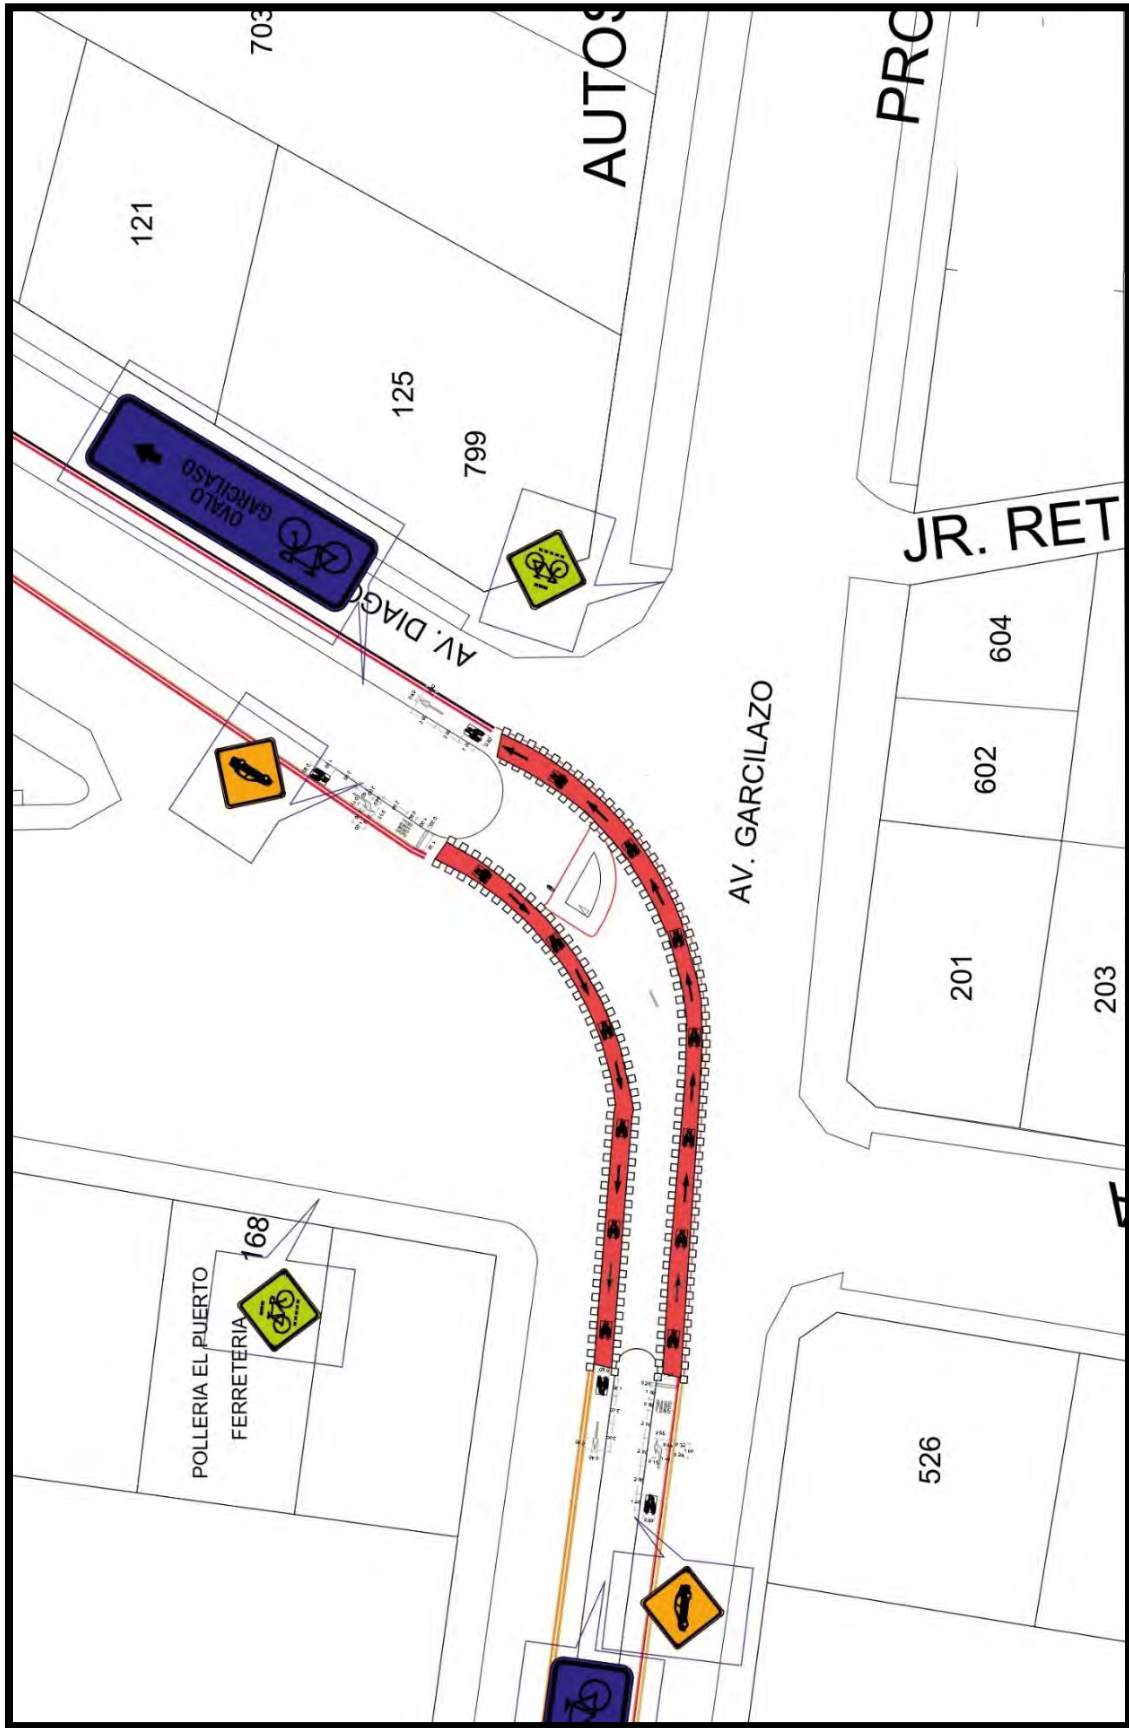 703
AUTOS
PRO
121
125
799
OVALO
GARCILASO
AV. DIAGO
JR. RET
604
602
AV. GARCILAZO
201
203
168
POLLERIA EL PUERTO
FERRETERIA
A
526